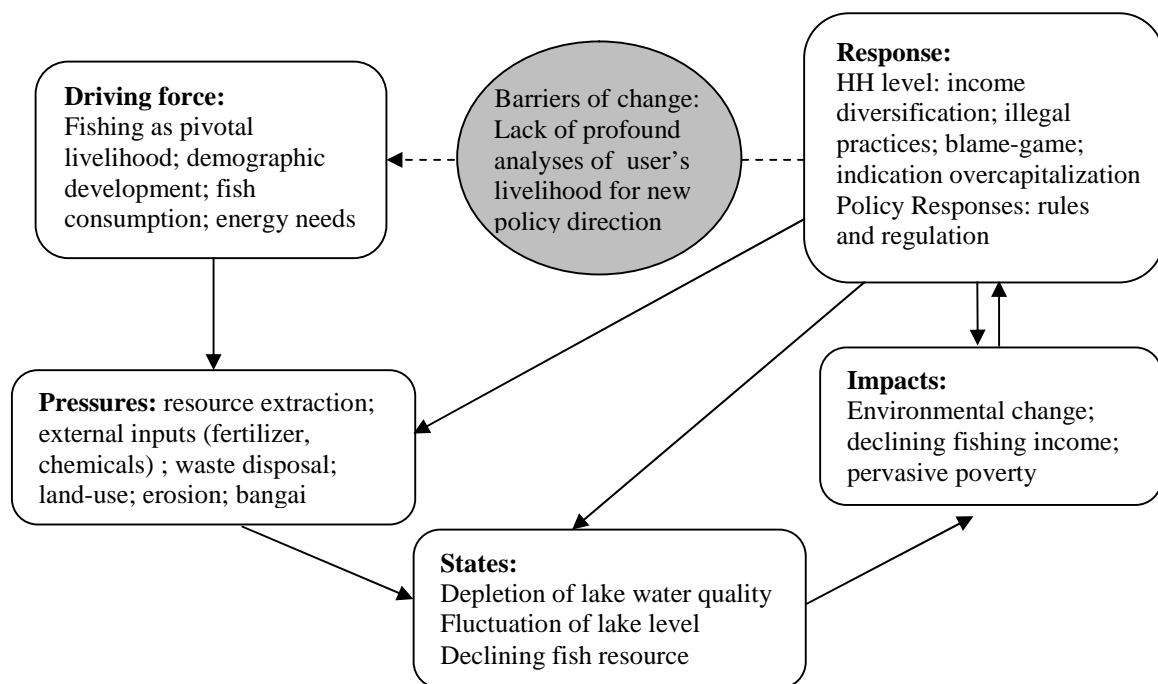 Driving force:
Fishing as pivotal
livelihood; demographic
development; fish
consumption; energy needs
Barriers of change:
Lack of profound
analyses of user’s
livelihood for new
policy direction
Response:
HH level: income
diversification; illegal
practices; blame-game;
indication overcapitalization
Policy Responses: rules
and regulation
Pressures: resource extraction;
external inputs (fertilizer,
chemicals) ; waste disposal;
land-use; erosion; bangai
Impacts:
Environmental change;
declining fishing income;
pervasive poverty
States:
Depletion of lake water quality
Fluctuation of lake level
Declining fish resource